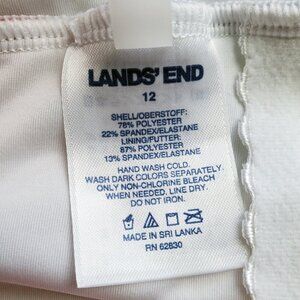 LANDS' END
12
SHELL/OBERSTOFF:
78% POLYESTER
22% SPANDEX/ELASTANE
LINING/FUTTER:
87% POLYESTER
13% SPANDEX/ELASTANE
HAND WASH COLD.
WASH DARK COLORS SEPARATELY
ONLY NON-CHLORINE BLEACH
WHEN NEEDED. LINE DRY.
DO NOT IRON.
MADE IN SRI LANKA
RN 62830